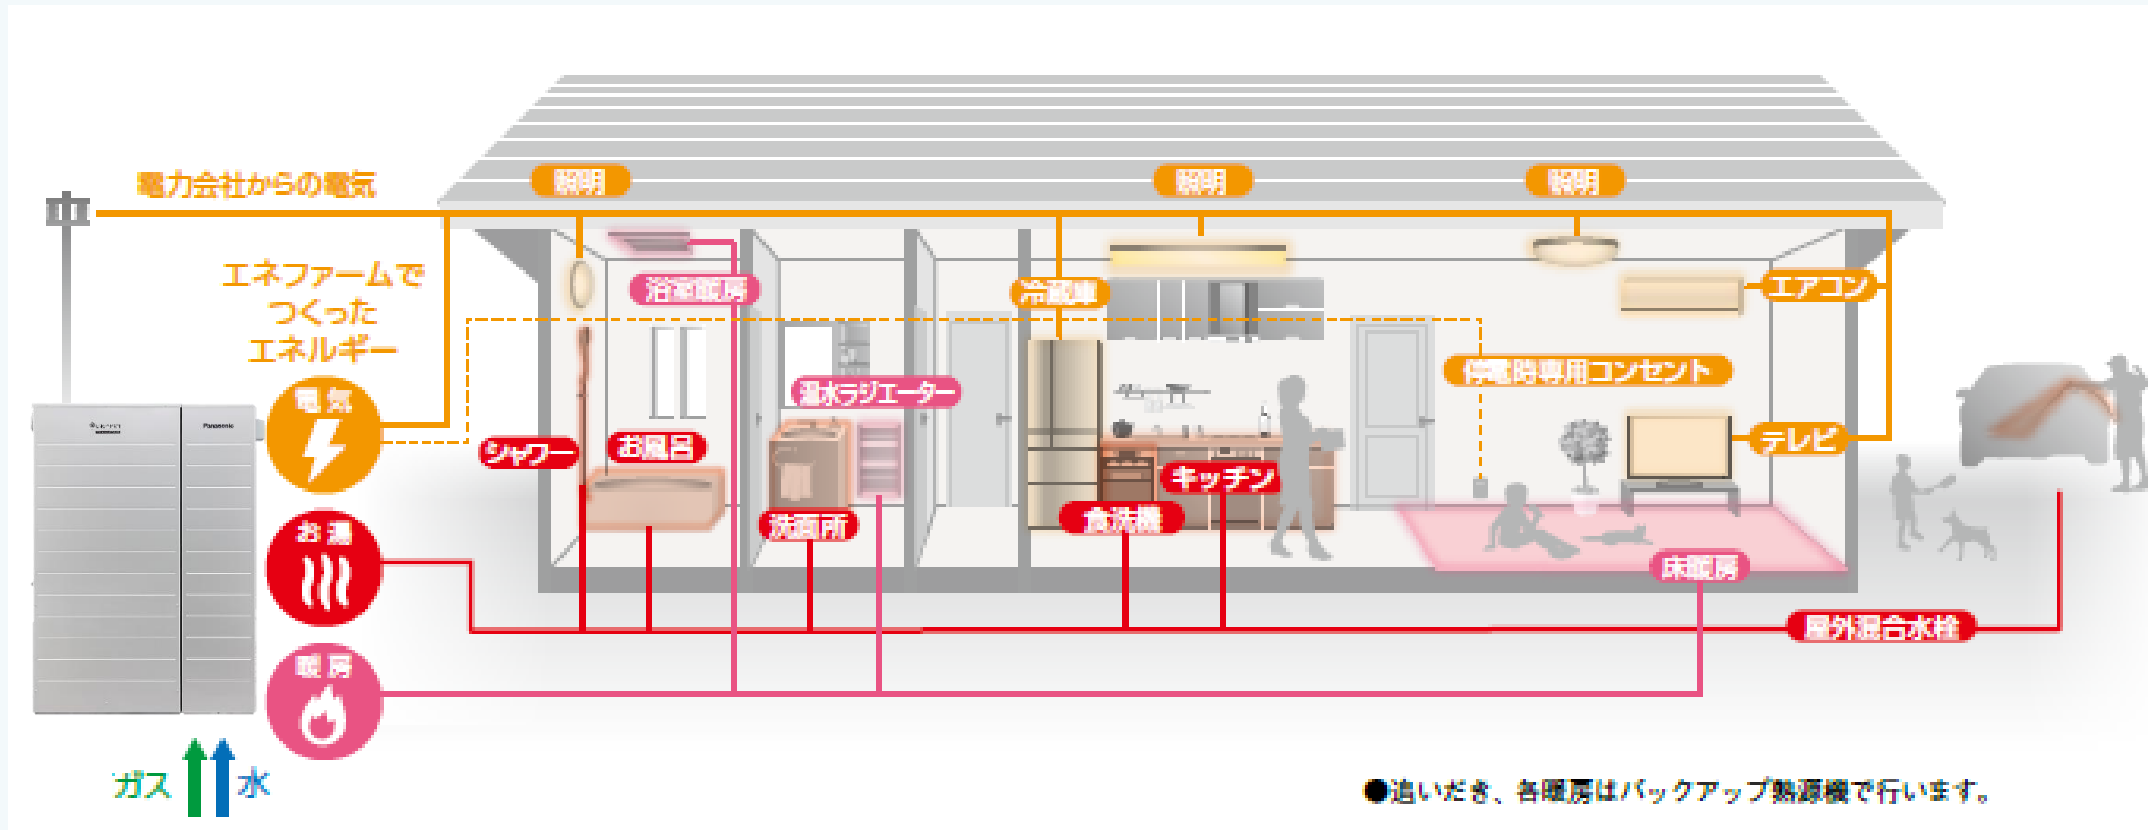 電力会社からの電気
照明
照明
照明
エネファームで
つくった
エネルギー
浴室暖房
冷蔵庫
エアコン
温水ラジエーター
停電時専用コンセント
電気
シャワー
お風呂
キッチン
テレビ
洗面所
食洗機
お湯
床暖房
屋外混合水栓
暖房
ガス
水
Panasonic
●追いだき、各暖房はバックアップ熱源機で行います。